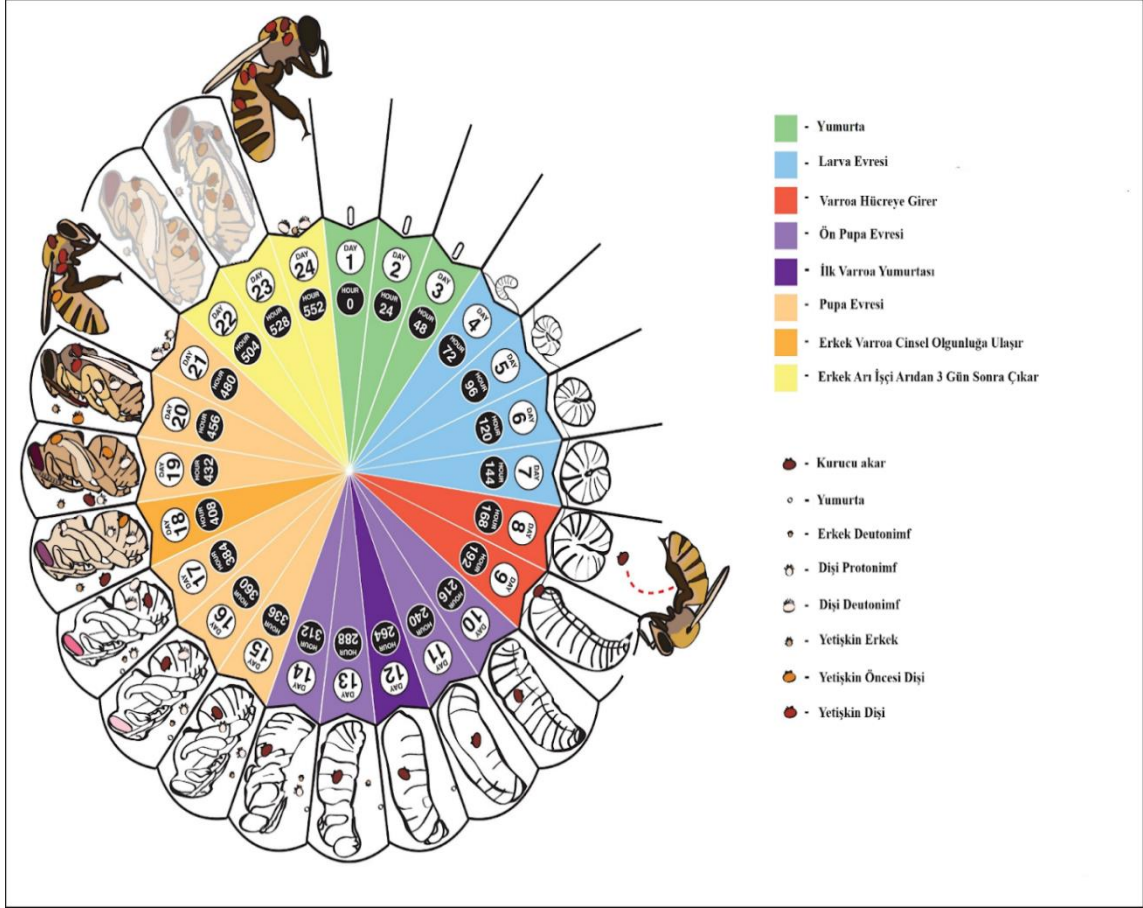 DAY 1 HOUR 0
DAY 2 HOUR 24
DAY 3 HOUR 48
DAY 4 HOUR 72
DAY 5 HOUR 96
DAY 6 HOUR 120
DAY 7 HOUR 144
DAY 8 HOUR 168
DAY 9 HOUR 192
DAY 10 HOUR 216
DAY 11 HOUR 240
DAY 12 HOUR 264
DAY 13 HOUR 288
DAY 14 HOUR 312
DAY 15 HOUR 336
DAY 16 HOUR 360
DAY 17 HOUR 384
DAY 18 HOUR 408
DAY 19 HOUR 432
DAY 20 HOUR 456
DAY 21 HOUR 480
DAY 22 HOUR 504
DAY 23 HOUR 528
DAY 24 HOUR 552
- Yumurta
- Larva Evresi
- Varroa Hücreye Girer
- Ön Pupa Evresi
- İlk Varroa Yumurtası
- Pupa Evresi
- Erkek Varroa Cinsel Olgunluğa Ulaşır
- Erkek Arı İşçi Arıdan 3 Gün Sonra Çıkar
- Kurucu akar
- Yumurta
- Erkek Deutonimf
- Dişi Protonimf
- Dişi Deutonimf
- Yetişkin Erkek
- Yetişkin Öncesi Dişi
- Yetişkin Dişi